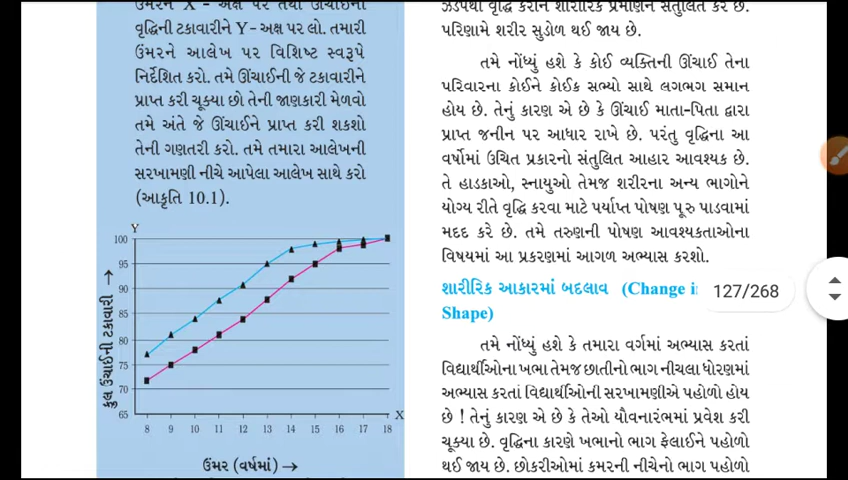 ઉંમરને X - અક્ષ પર તથા ઊંચાઈની
વૃદ્ધિની ટકાવારીને Y- અક્ષ પર લો. તમારી
ઉંમરને આલેખ પર વિશિષ્ટ સ્વરૂપે
નિર્દેશિત કરો. તમે ઊંચાઈની જે ટકાવારીને
પ્રાપ્ત કરી ચૂક્યા છો તેની જાણકારી મેળવો
તમે અંતે જે ઊંચાઈને પ્રાપ્ત કરી શકશો
તેની ગણતરી કરો. તમે તમારા આલેખની
સરખામણી નીચે આપેલા આલેખ સાથે કરો
(આકૃતિ 10.1).
Y
100
95
90
85
80
75
70
65
કુલ ઉંચાઈની ટકાવારી →
X
8 9 10 11 12 13 14 15 16 17 18
ઉંમર (વર્ષમાં) →
ઝડપથી વૃદ્ધિ કરીને શારીરિક પ્રમાણને સંતુલિત કરે છે.
પરિણામે શરીર સુડોળ થઈ જાય છે.
તમે નોંધ્યું હશે કે કોઈ વ્યક્તિની ઊંચાઈ તેના
પરિવારના કોઈને કોઈક સભ્યો સાથે લગભગ સમાન
હોય છે. તેનું કારણ એ છે કે ઊંચાઈ માતા-પિતા દ્વારા
પ્રાપ્ત જનીન પર આધાર રાખે છે. પરંતુ વૃદ્ધિના આ
વર્ષોમાં ઉચિત પ્રકારનો સંતુલિત આહાર આવશ્યક છે.
તે હાડકાઓ, સ્નાયુઓ તેમજ શરીરના અન્ય ભાગોને
યોગ્ય રીતે વૃદ્ધિ કરવા માટે પર્યાપ્ત પોષણ પૂરુ પાડવામાં
મદદ કરે છે. તમે તરુણની પોષણ આવશ્યકતાઓના
વિષયમાં આ પ્રકરણમાં આગળ અભ્યાસ કરશો.
શારીરિક આકારમાં બદલાવ (Change in
Shape)
127/268
તમે નોંધ્યું હશે કે તમારા વર્ગમાં અભ્યાસ કરતાં
વિદ્યાર્થીઓના ખભા તેમજ છાતીનો ભાગ નીચલા ધોરણમાં
અભ્યાસ કરતાં વિદ્યાર્થીઓની સરખામણીએ પહોળો હોય
છે ! તેનું કારણ એ છે કે તેઓ યૌવનારંભમાં પ્રવેશ કરી
ચૂક્યા છે. વૃદ્ધિના કારણે ખભાનો ભાગ ફેલાઈને પહોળો
થઈ જાય છે. છોકરીઓમાં કમરની નીચેનો ભાગ પહોળો